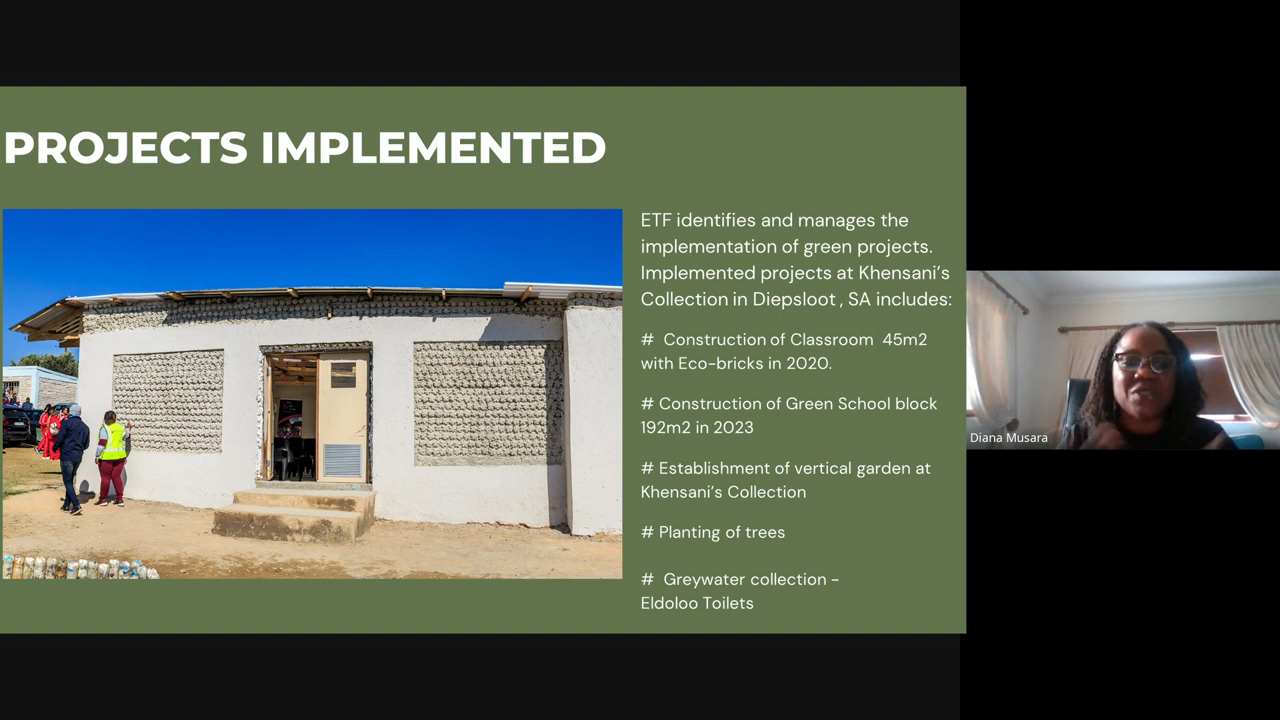 PROJECTS IMPLEMENTED
ETF identifies and manages the
implementation of green projects.
Implemented projects at Khensani's
Collection in Diepsloot , SA includes:
# Construction of Classroom 45m2
with Eco-bricks in 2020.
# Construction of Green School block
192m2 in 2023
# Establishment of vertical garden at
Khensani's Collection
# Planting of trees
# Greywater collection -
Eldoloo Toilets
Diana Musara